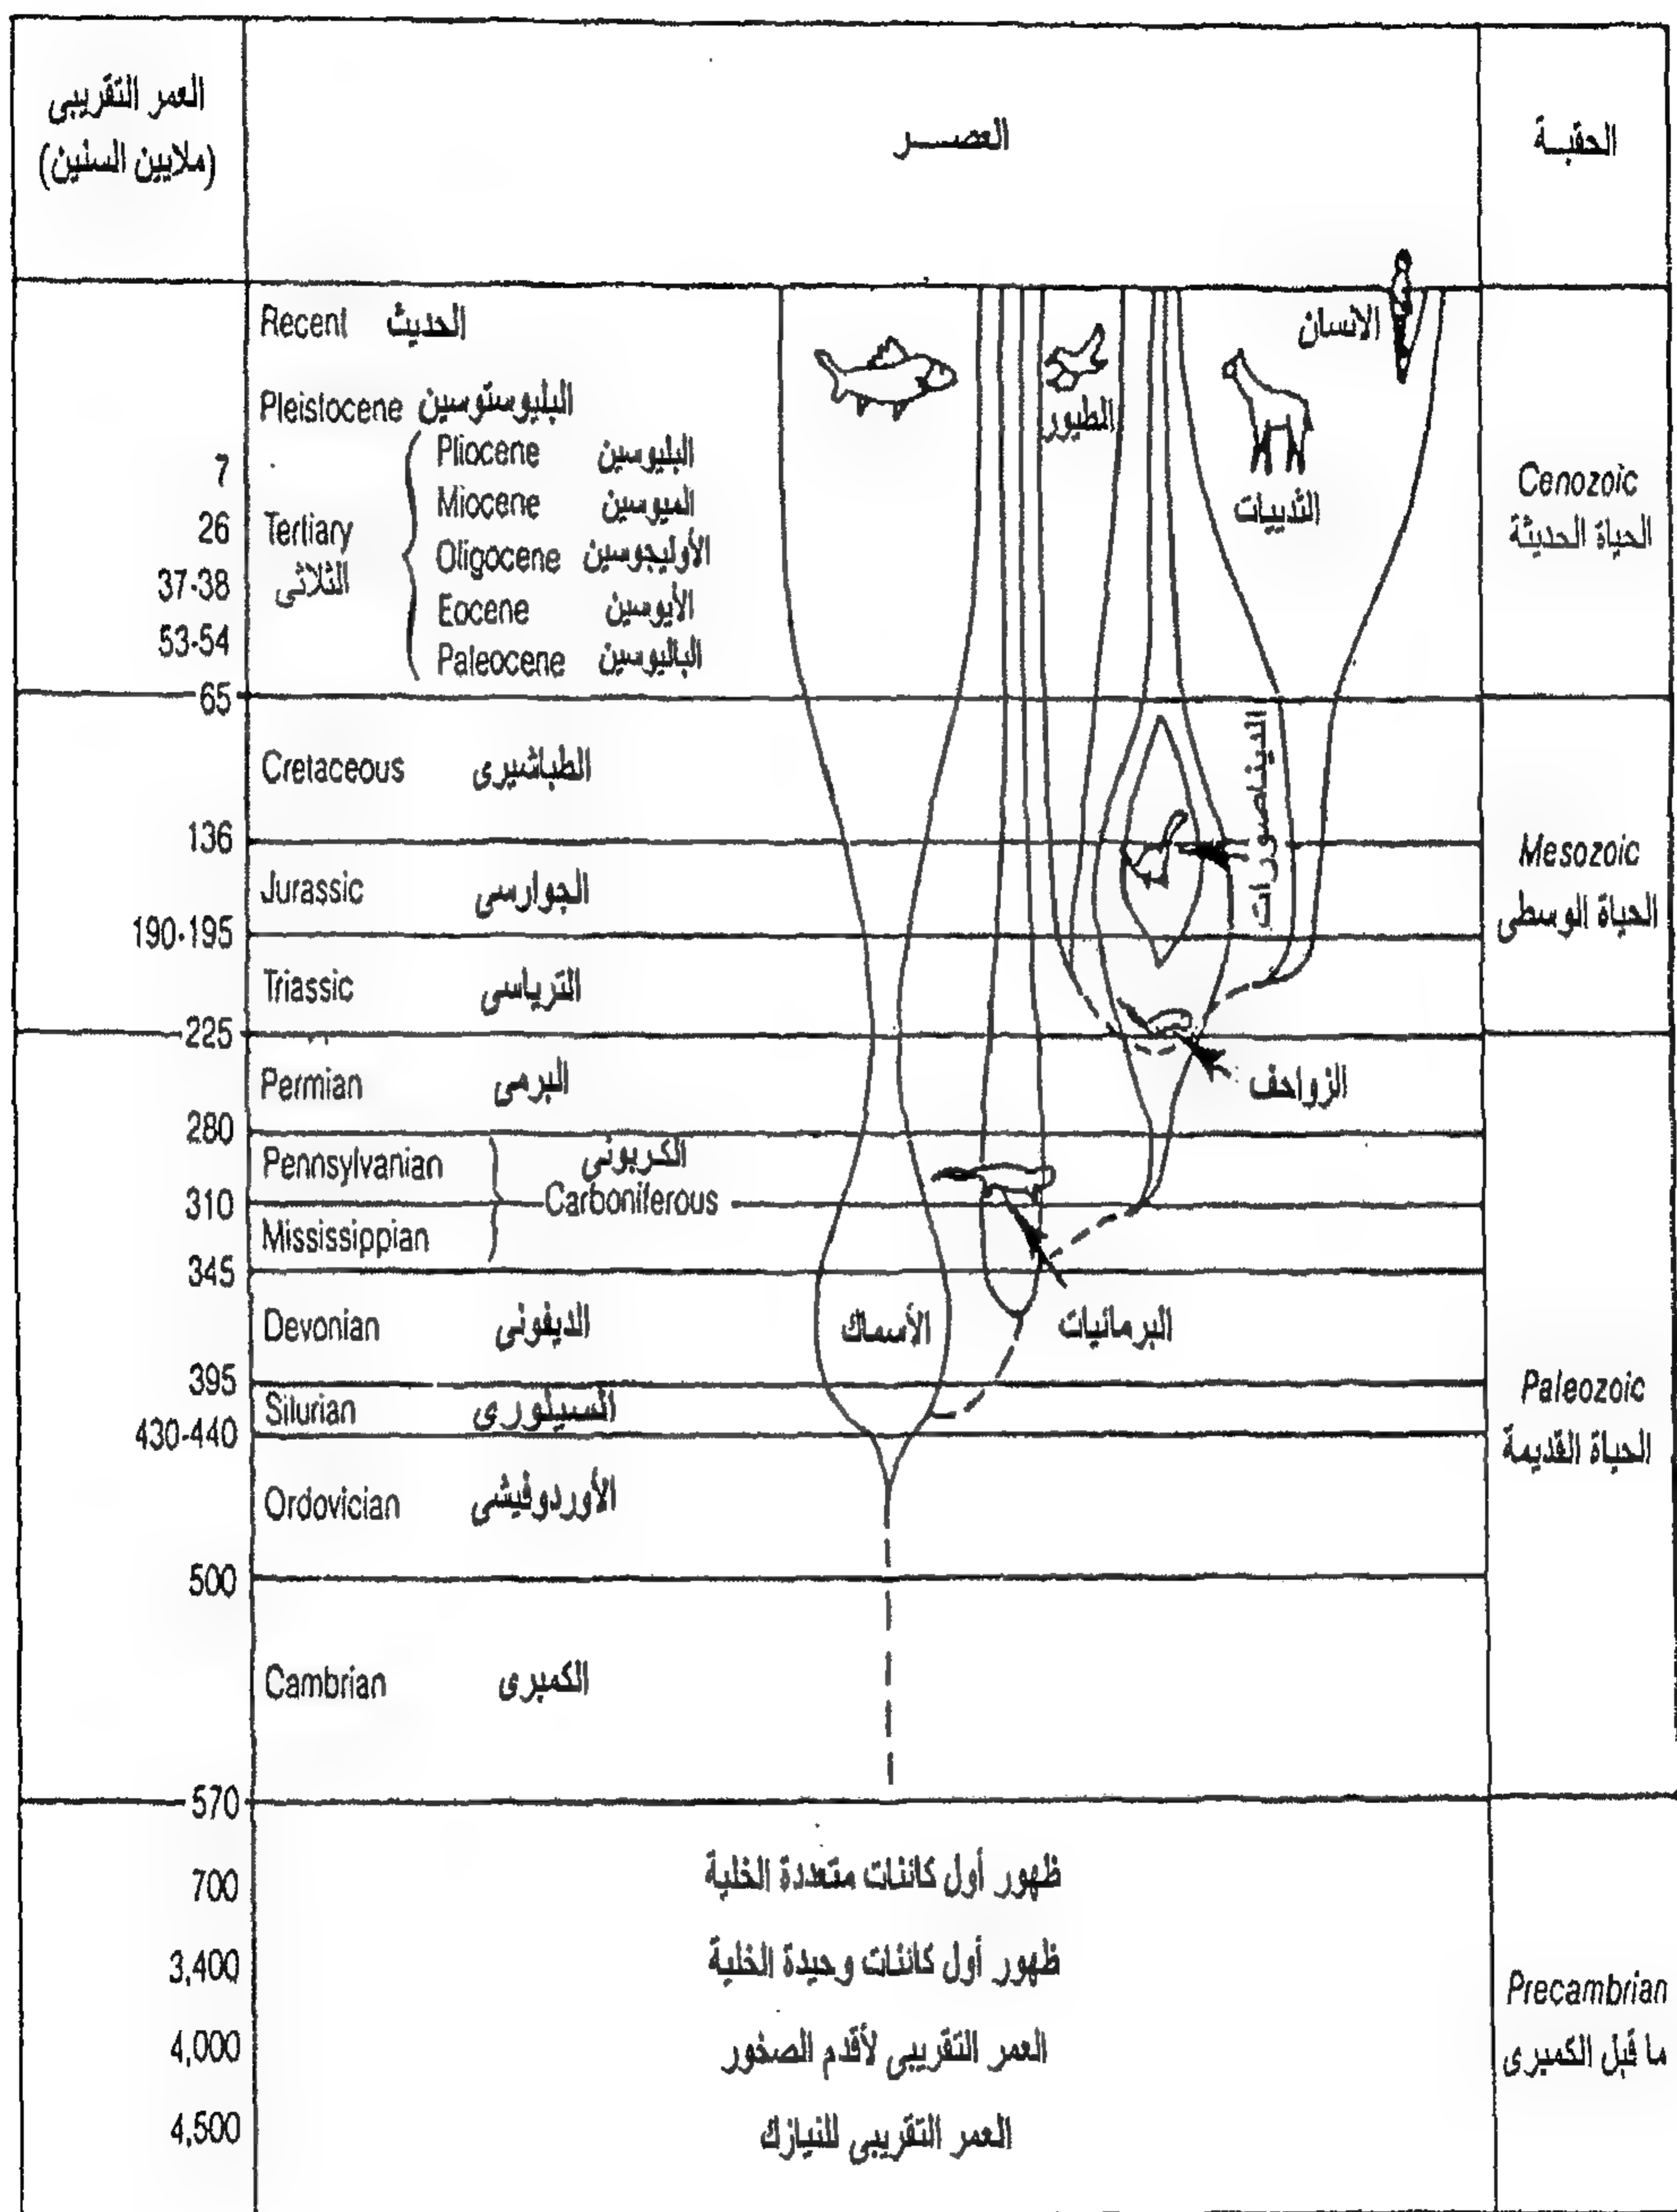 الحقبة
العصر
العمر التقريبى
(ملايين السنين)
Recent الحديث
الانسان
Pleistocene البليوستوسين
الطيور
Pliocene البليوسين
7
Miocene الميوسين
الثدييات
Cenozoic
الحياة الحديثة
26
Tertiary
الثلاثى
Oligocene الأوليجوسين
37-38
Eocene الأيوسين
53-54
Paleocene الباليوسين
65
Cretaceous الطباشيرى
الديناصورات
136
Mesozoic
الحياة الوسطى
Jurassic الجوارسى
190-195
Triassic الترياسى
225
Permian البرمى
الزواحف
280
Pennsylvanian
الكربونى
Carboniferous
310
Mississippian
345
Devonian الديفونى
الأسماك
البرمائيات
395
Paleozoic
الحياة القديمة
Silurian السيلورى
430-440
Ordovician الأوردوفيشى
500
Cambrian الكمبرى
570
700 ظهور أول كائنات متعددة الخلية
3,400 ظهور أول كائنات وحيدة الخلية
Precambrian
ما قبل الكمبرى
4,000 العمر التقريبى لأقدم الصخور
4,500 العمر التقريبى للنيازك